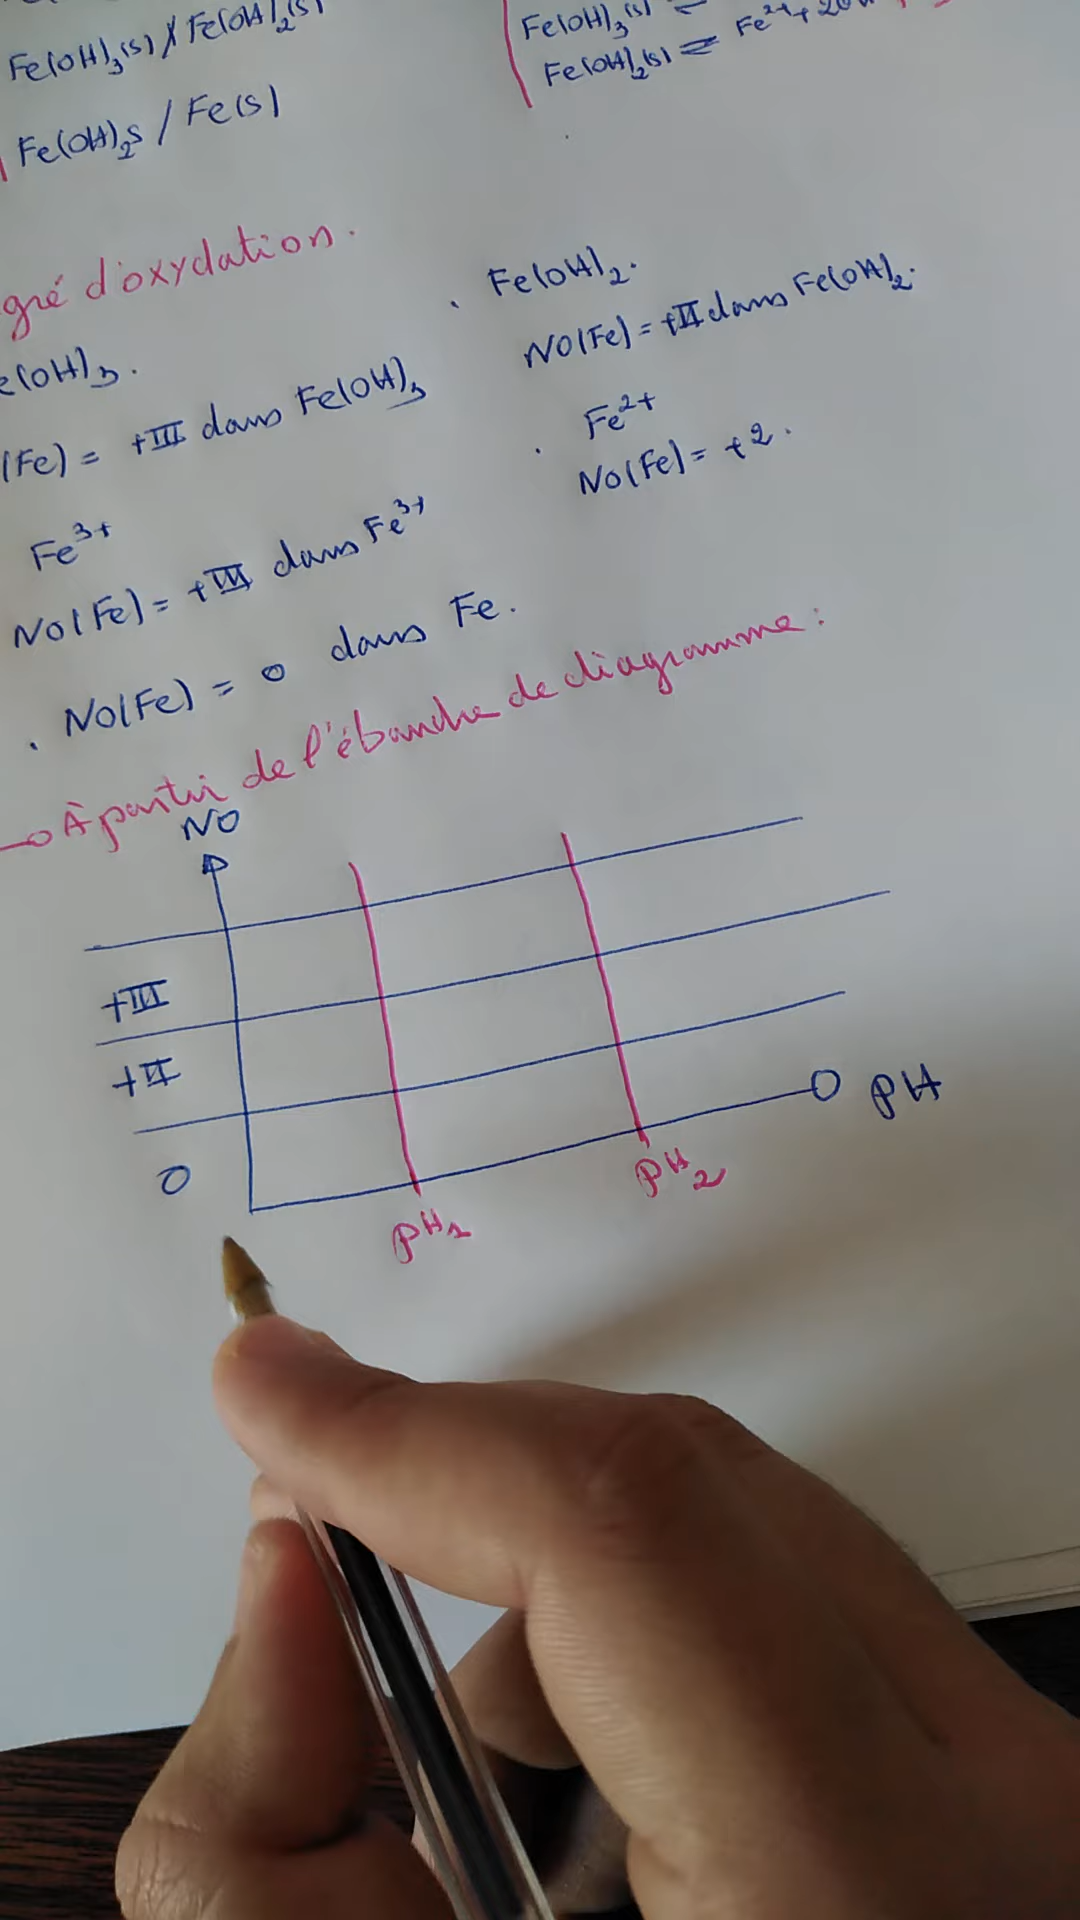 Fe(OH)3(s) / Fe(OH)2(s)
Fe(OH)2s / Fe(s)
Fe(OH)3(s) ⇌
Fe(OH)2(s) ⇌ Fe2+ + 2OH
gré d'oxydation.
e(OH)3.
(Fe) = +III dans Fe(OH)3
Fe3+
NO(Fe) = +III dans Fe3+
. NO(Fe) = 0 dans Fe.
. Fe(OH)2.
NO(Fe) = +II dans Fe(OH)2.
. Fe2+
NO(Fe) = +2.
→ À partir de l'ébauche de diagramme :
NO
+III
+II
0
PH
PH1
PH2